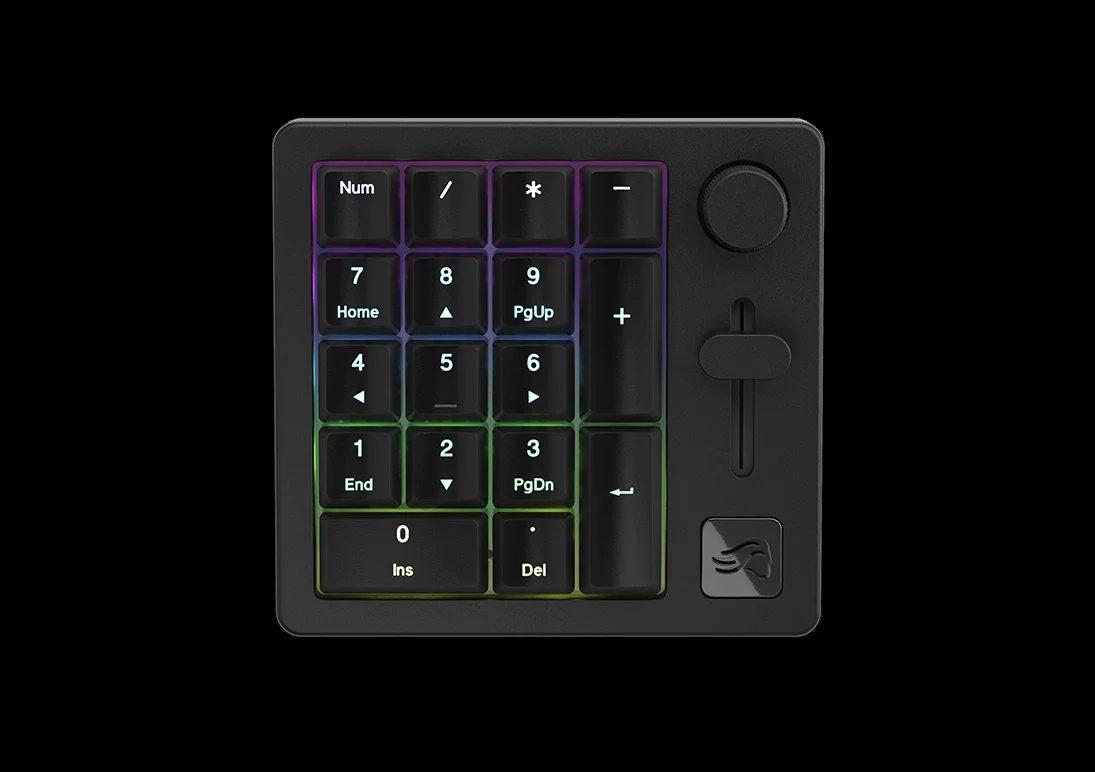 Num / * −
7 8 9 +
Home ▲ PgUp
4 5 6
◀ _ ▶
1 2 3
End ▼ PgDn ↵
0 .
Ins Del